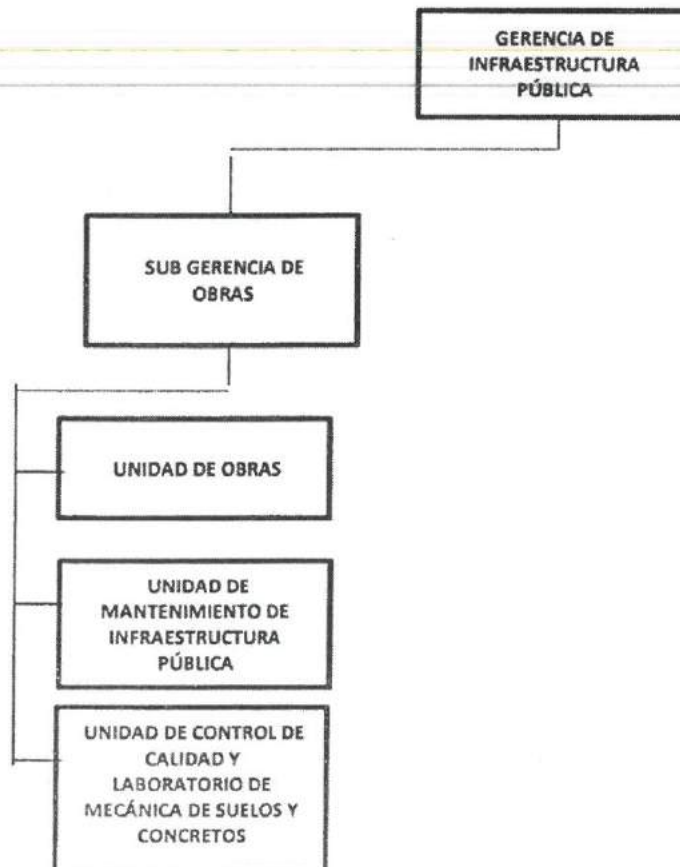 GERENCIA DE
INFRAESTRUCTURA
PÚBLICA
SUB GERENCIA DE
OBRAS
UNIDAD DE OBRAS
UNIDAD DE
MANTENIMIENTO DE
INFRAESTRUCTURA
PÚBLICA
UNIDAD DE CONTROL DE
CALIDAD Y
LABORATORIO DE
MECÁNICA DE SUELOS Y
CONCRETOS